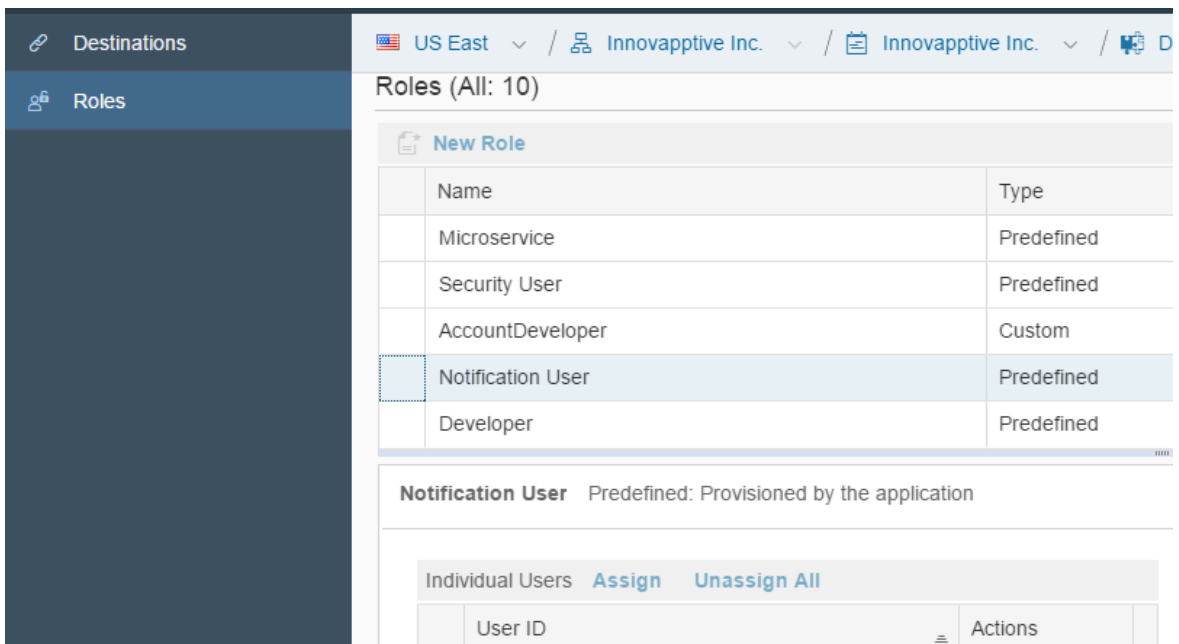 Destinations
Roles
US East / Innovapptive Inc. / Innovapptive Inc. / D
Roles (All: 10)
New Role
Name Type
Microservice Predefined
Security User Predefined
AccountDeveloper Custom
Notification User Predefined
Developer Predefined
Notification User Predefined: Provisioned by the application
Individual Users Assign Unassign All
User ID Actions